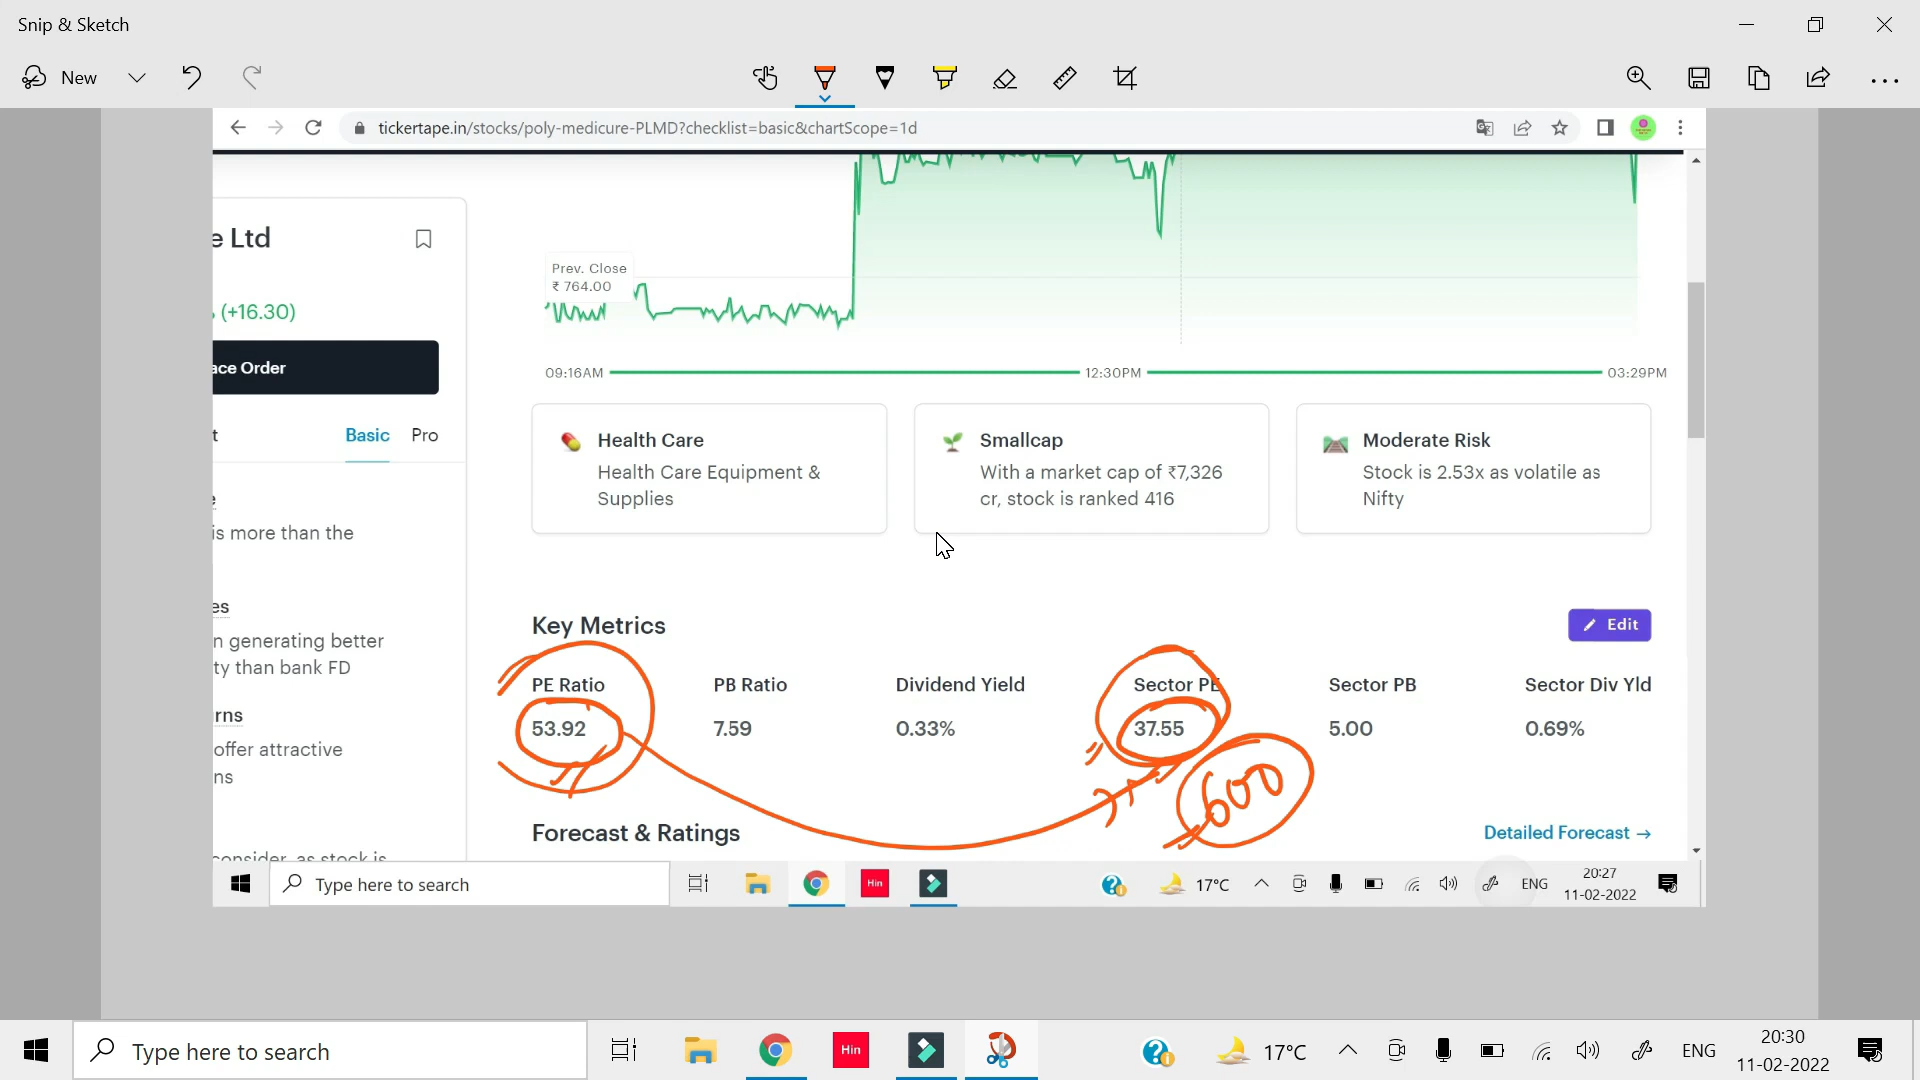 Snip & Sketch
New
tickertape.in/stocks/poly-medicure-PLMD?checklist=basic&chartScope=1d
e Ltd
(+16.30)
ace Order
t
Basic
Pro
e
is more than the
es
n generating better
ty than bank FD
rns
offer attractive
ns
consider, as stock is
Prev. Close
₹ 764.00
09:16AM
12:30PM
03:29PM
Health Care
Health Care Equipment &
Supplies
Smallcap
With a market cap of ₹7,326
cr, stock is ranked 416
Moderate Risk
Stock is 2.53x as volatile as
Nifty
Key Metrics
Edit
PE Ratio
53.92
PB Ratio
7.59
Dividend Yield
0.33%
Sector PE
37.55
Sector PB
5.00
Sector Div Yld
0.69%
600
Forecast & Ratings
Detailed Forecast →
Type here to search
Hin
17°C
ENG
20:27
11-02-2022
Type here to search
Hin
17°C
ENG
20:30
11-02-2022